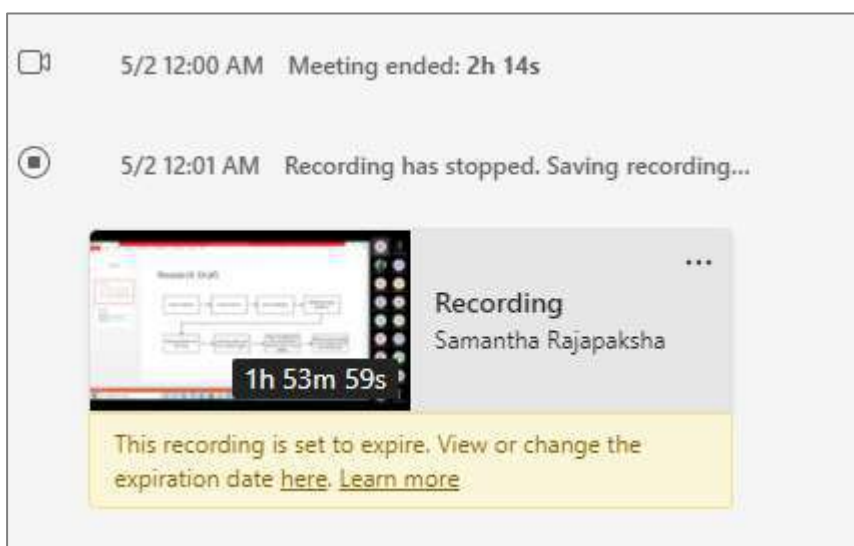 5/2 12:00 AM Meeting ended: 2h 14s
5/2 12:01 AM Recording has stopped. Saving recording...
Research Draft
1h 53m 59s
Recording
Samantha Rajapaksha
This recording is set to expire. View or change the
expiration date here. Learn more